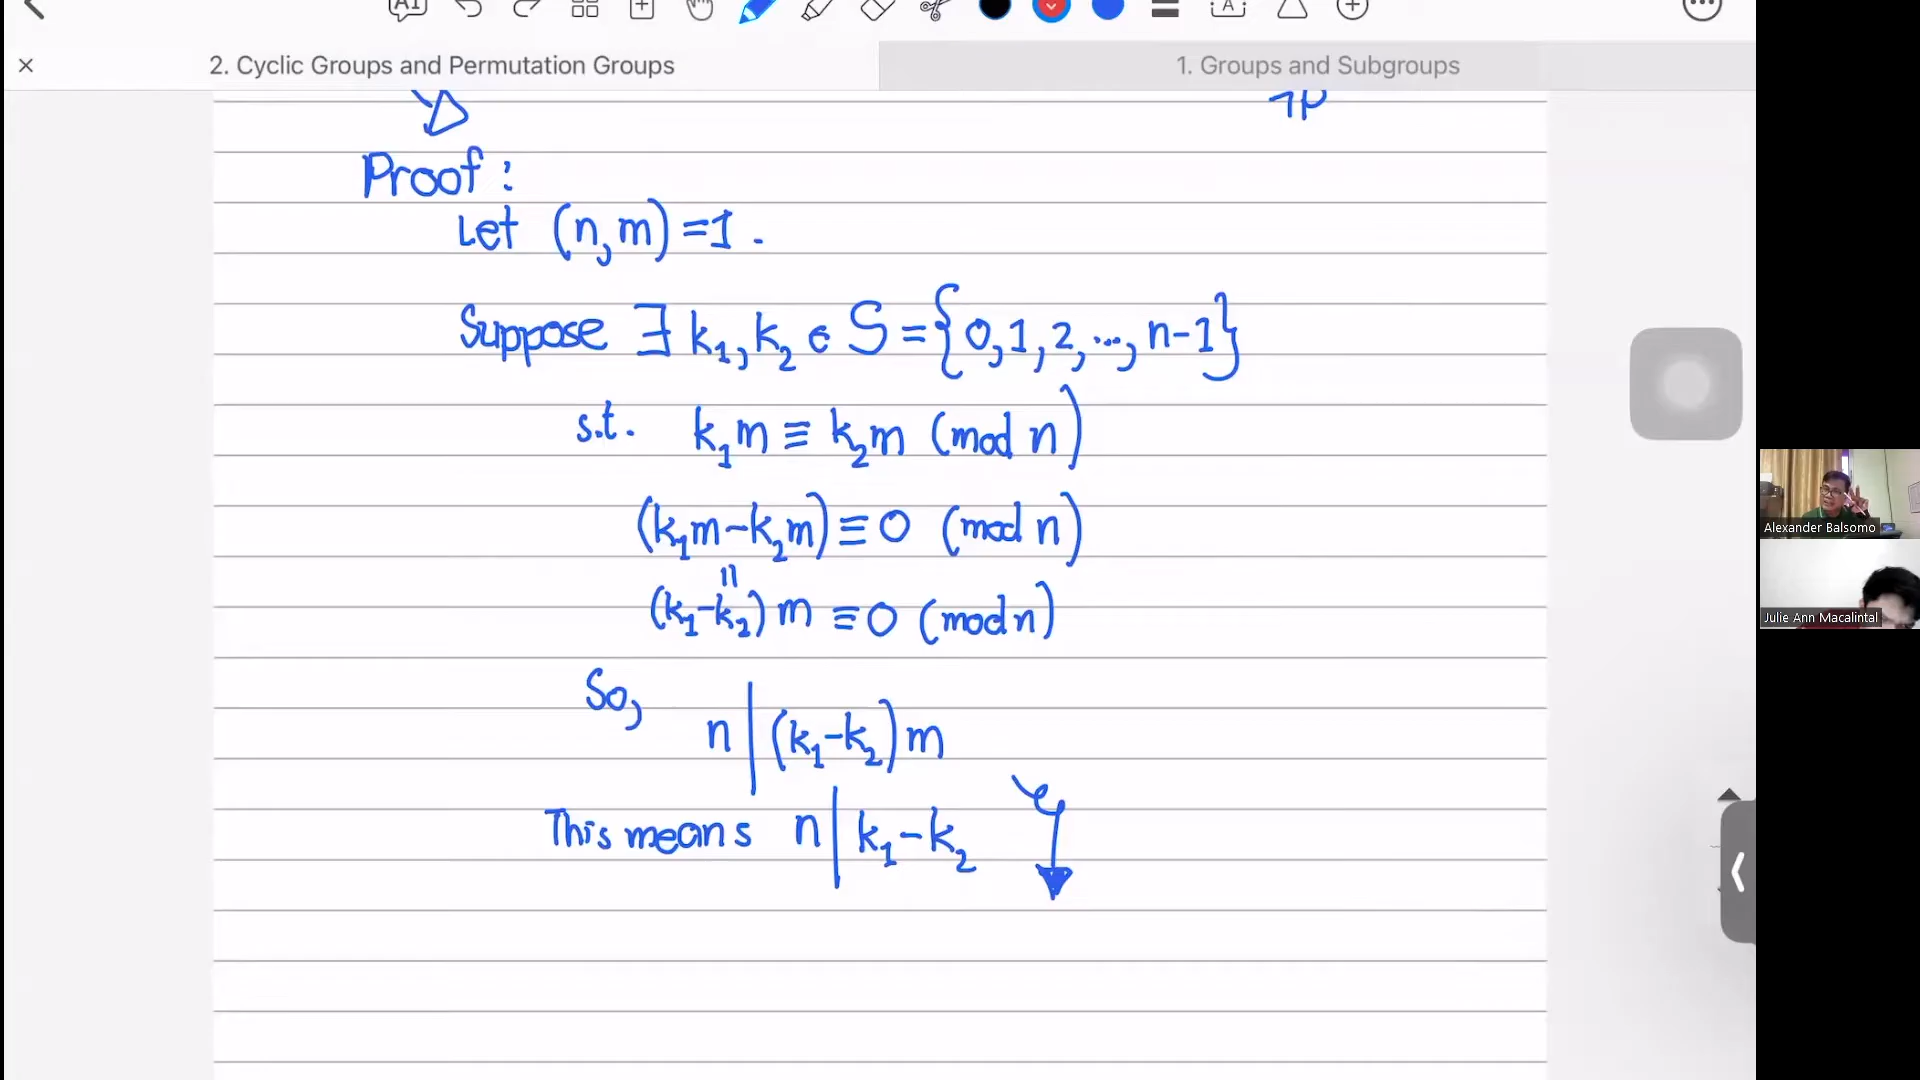 2. Cyclic Groups and Permutation Groups
1. Groups and Subgroups
Proof :
Let (n,m) = 1 .
Suppose ∃ k₁, k₂ ∈ S = {0, 1, 2, ..., n-1}
s.t. k₁m ≡ k₂m (mod n)
(k₁m - k₂m) ≡ 0 (mod n)
(k₁-k₂) m ≡ 0 (mod n)
So,
n | (k₁-k₂) m
This means n | k₁-k₂
Alexander Balsomo
Julie Ann Macalintal